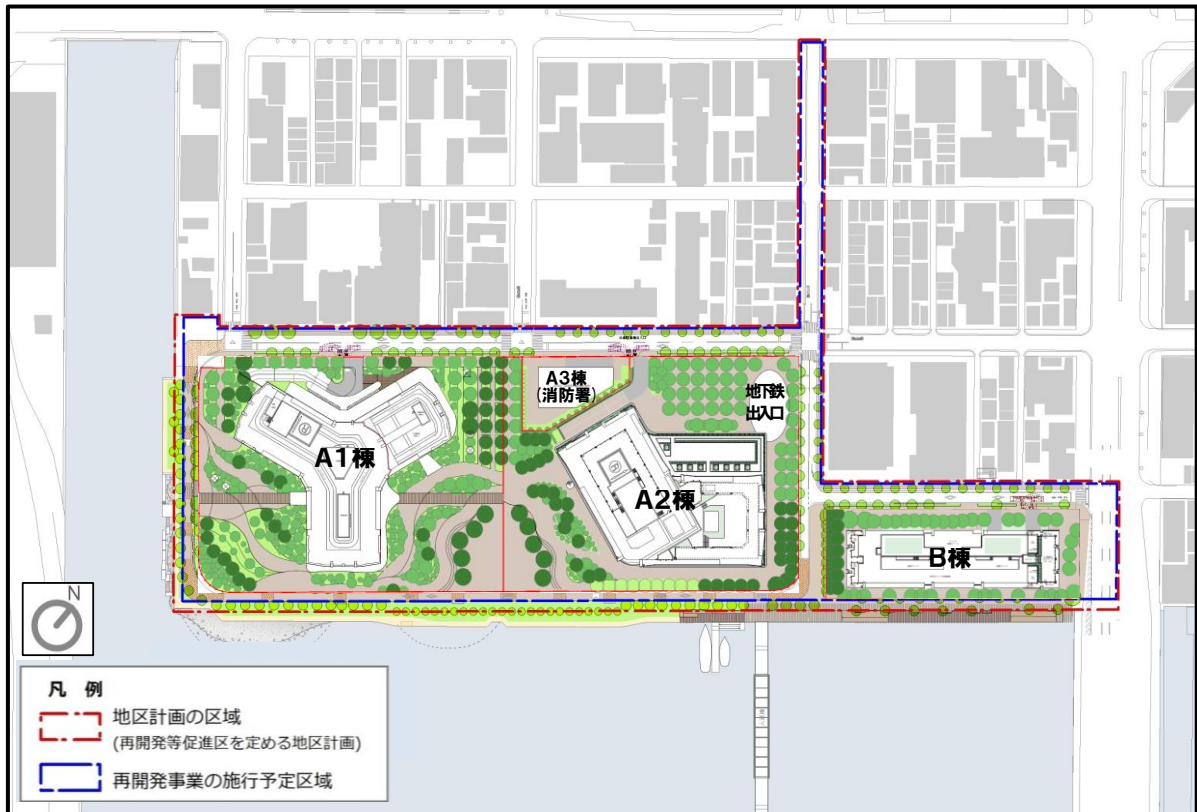 A3棟
(消防署)
地下鉄
出入口
A1棟
A2棟
B棟
N
凡 例
地区計画の区域
(再開発等促進区を定める地区計画)
再開発事業の施行予定区域